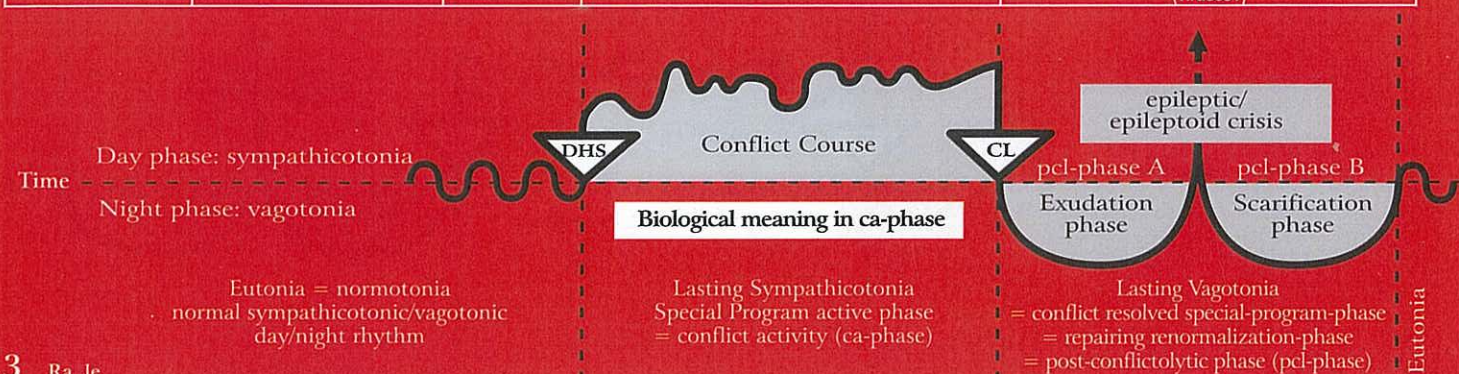 epileptic/
epileptoid crisis
DHS
Conflict Course
CL
Day phase: sympathicotonia
pcl-phase A
pcl-phase B
Time
Night phase: vagotonia
Biological meaning in ca-phase
Exudation
phase
Scarification
phase
Eutonia = normotonia
normal sympathicotonic/vagotonic
day/night rhythm
Lasting Sympathicotonia
Special Program active phase
= conflict activity (ca-phase)
Lasting Vagotonia
= conflict resolved special-program-phase
= repairing renormalization-phase
= post-conflictolytic phase (pcl-phase)
Eutonia
3